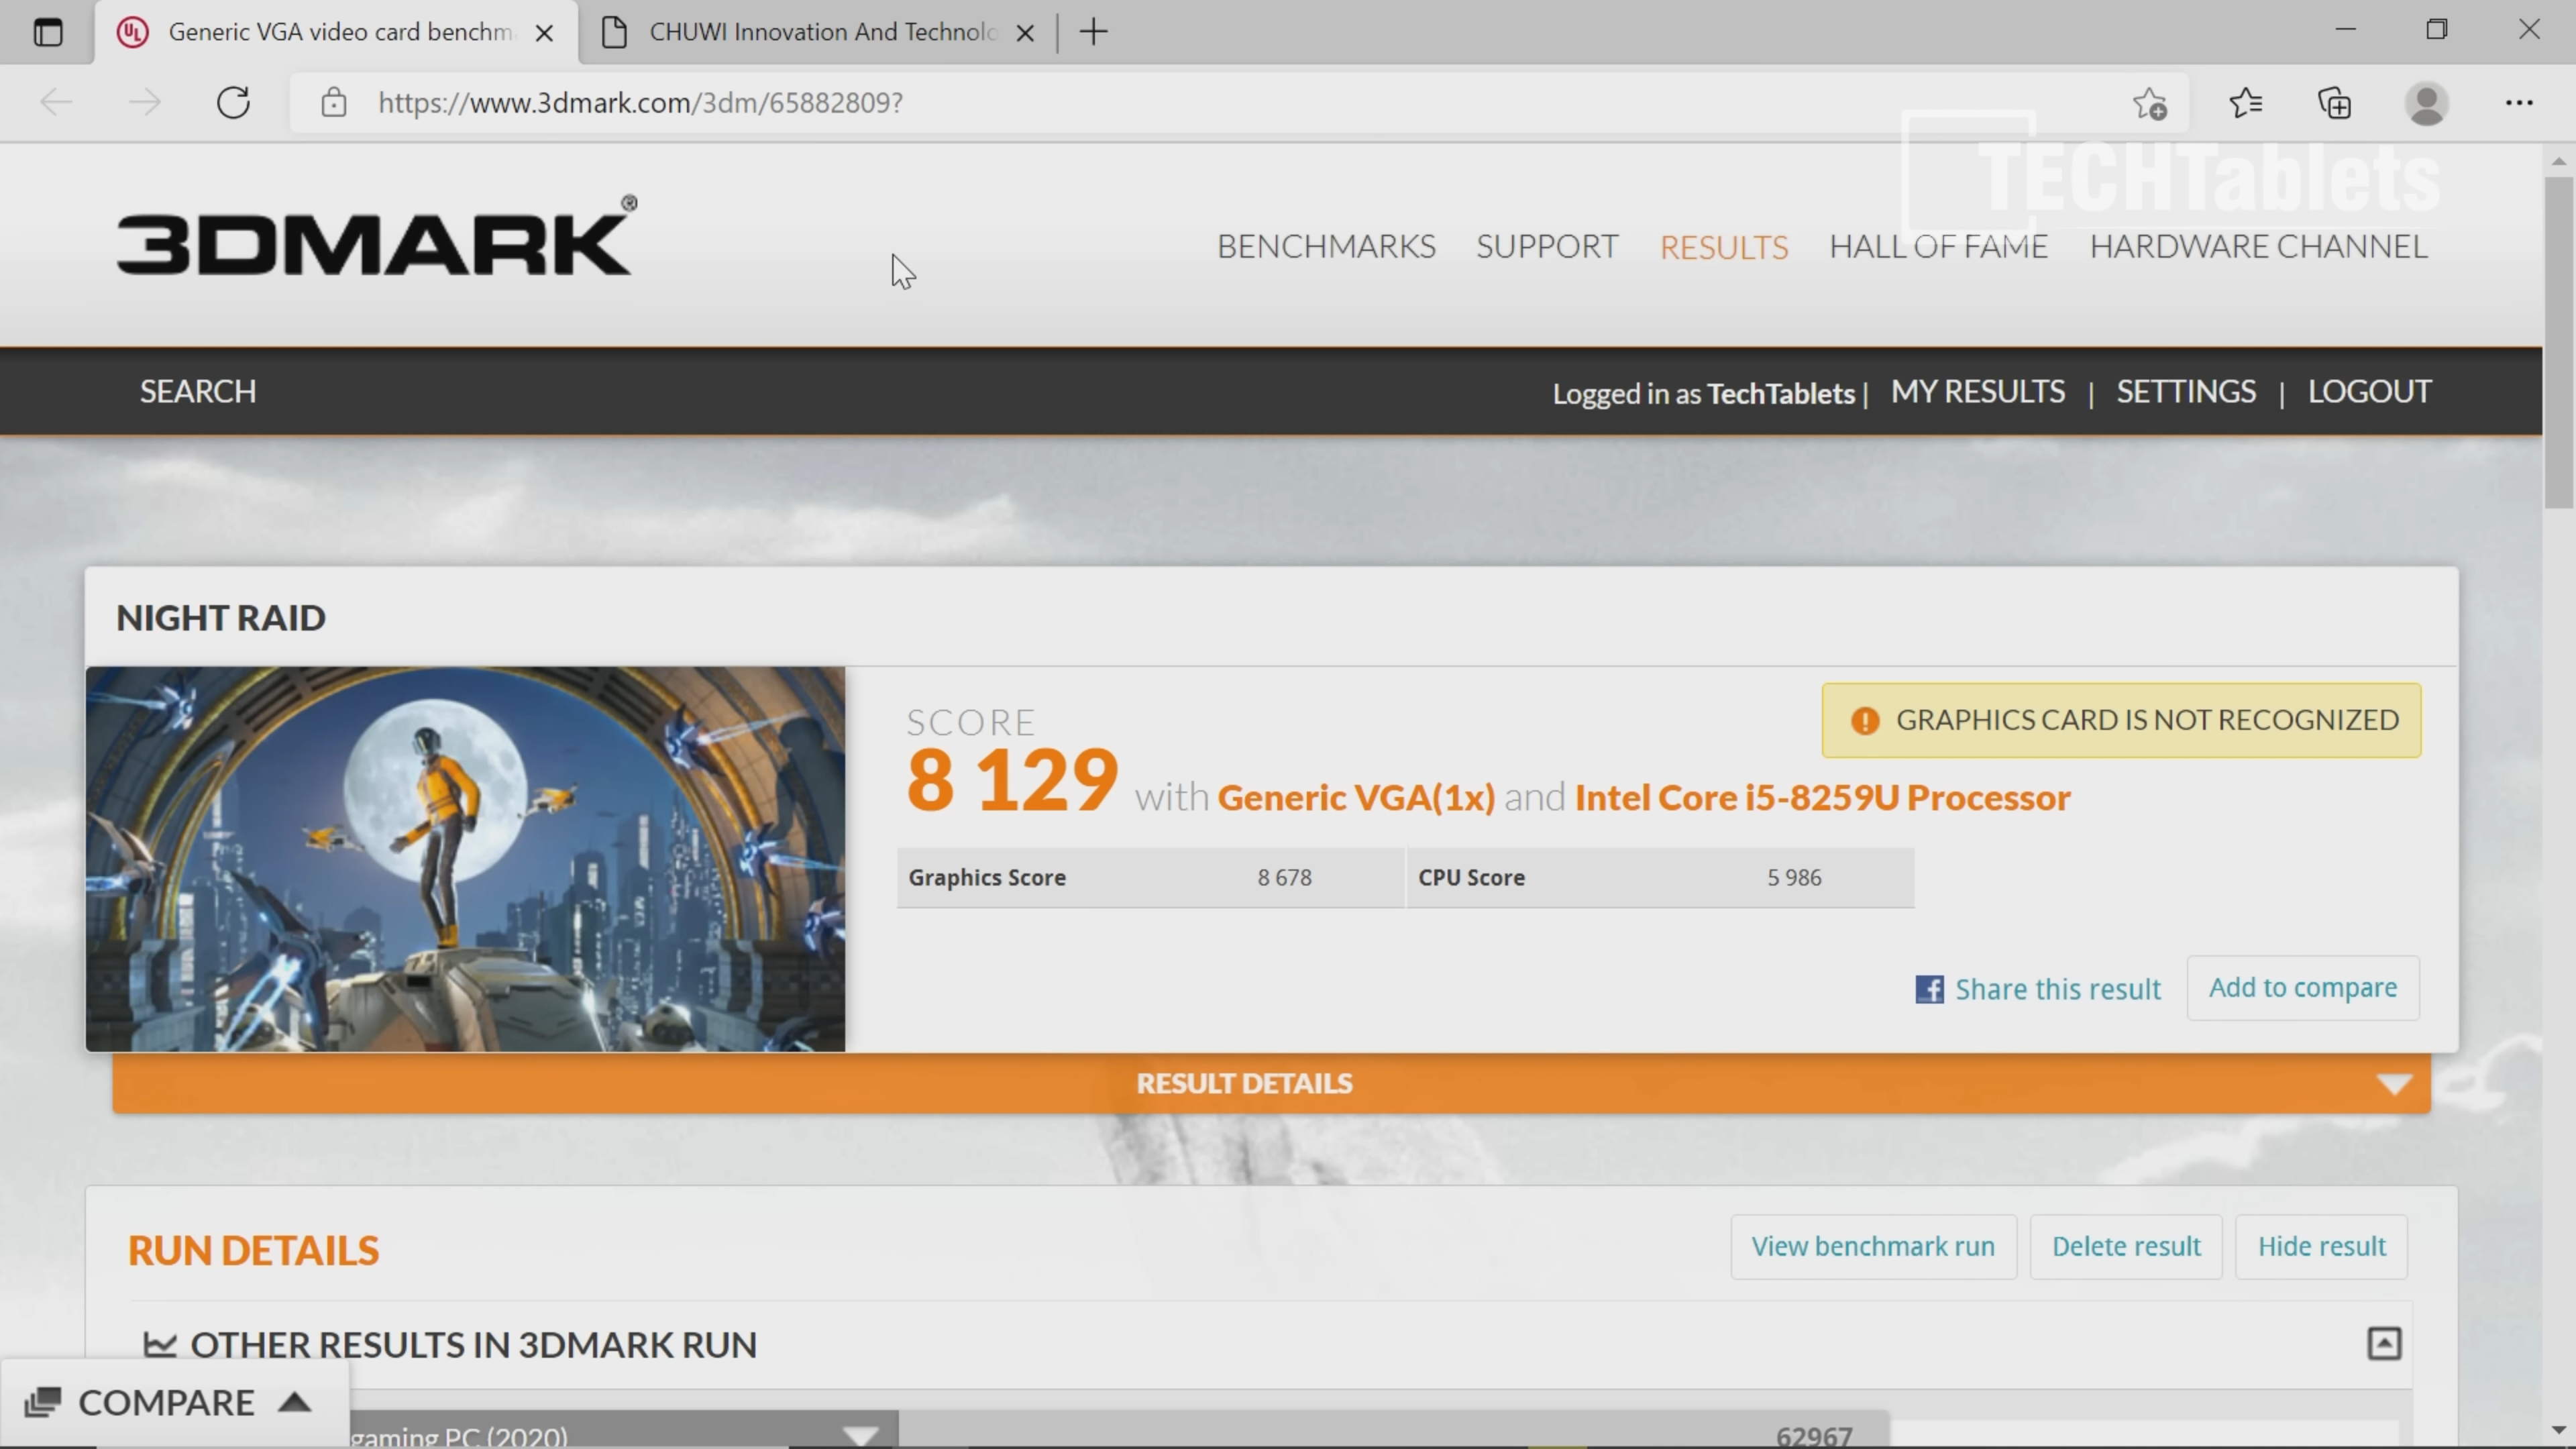 Generic VGA video card benchm
CHUWI Innovation And Technolo
https://www.3dmark.com/3dm/65882809?
TECHTablets
3DMARK®
BENCHMARKS SUPPORT RESULTS HALL OF FAME HARDWARE CHANNEL
SEARCH
Logged in as TechTablets | MY RESULTS | SETTINGS | LOGOUT
NIGHT RAID
GRAPHICS CARD IS NOT RECOGNIZED
SCORE
8 129 with Generic VGA(1x) and Intel Core i5-8259U Processor
Graphics Score 8 678 CPU Score 5 986
Share this result Add to compare
RESULT DETAILS
RUN DETAILS
View benchmark run Delete result Hide result
OTHER RESULTS IN 3DMARK RUN
COMPARE
gaming PC (2020) 62967